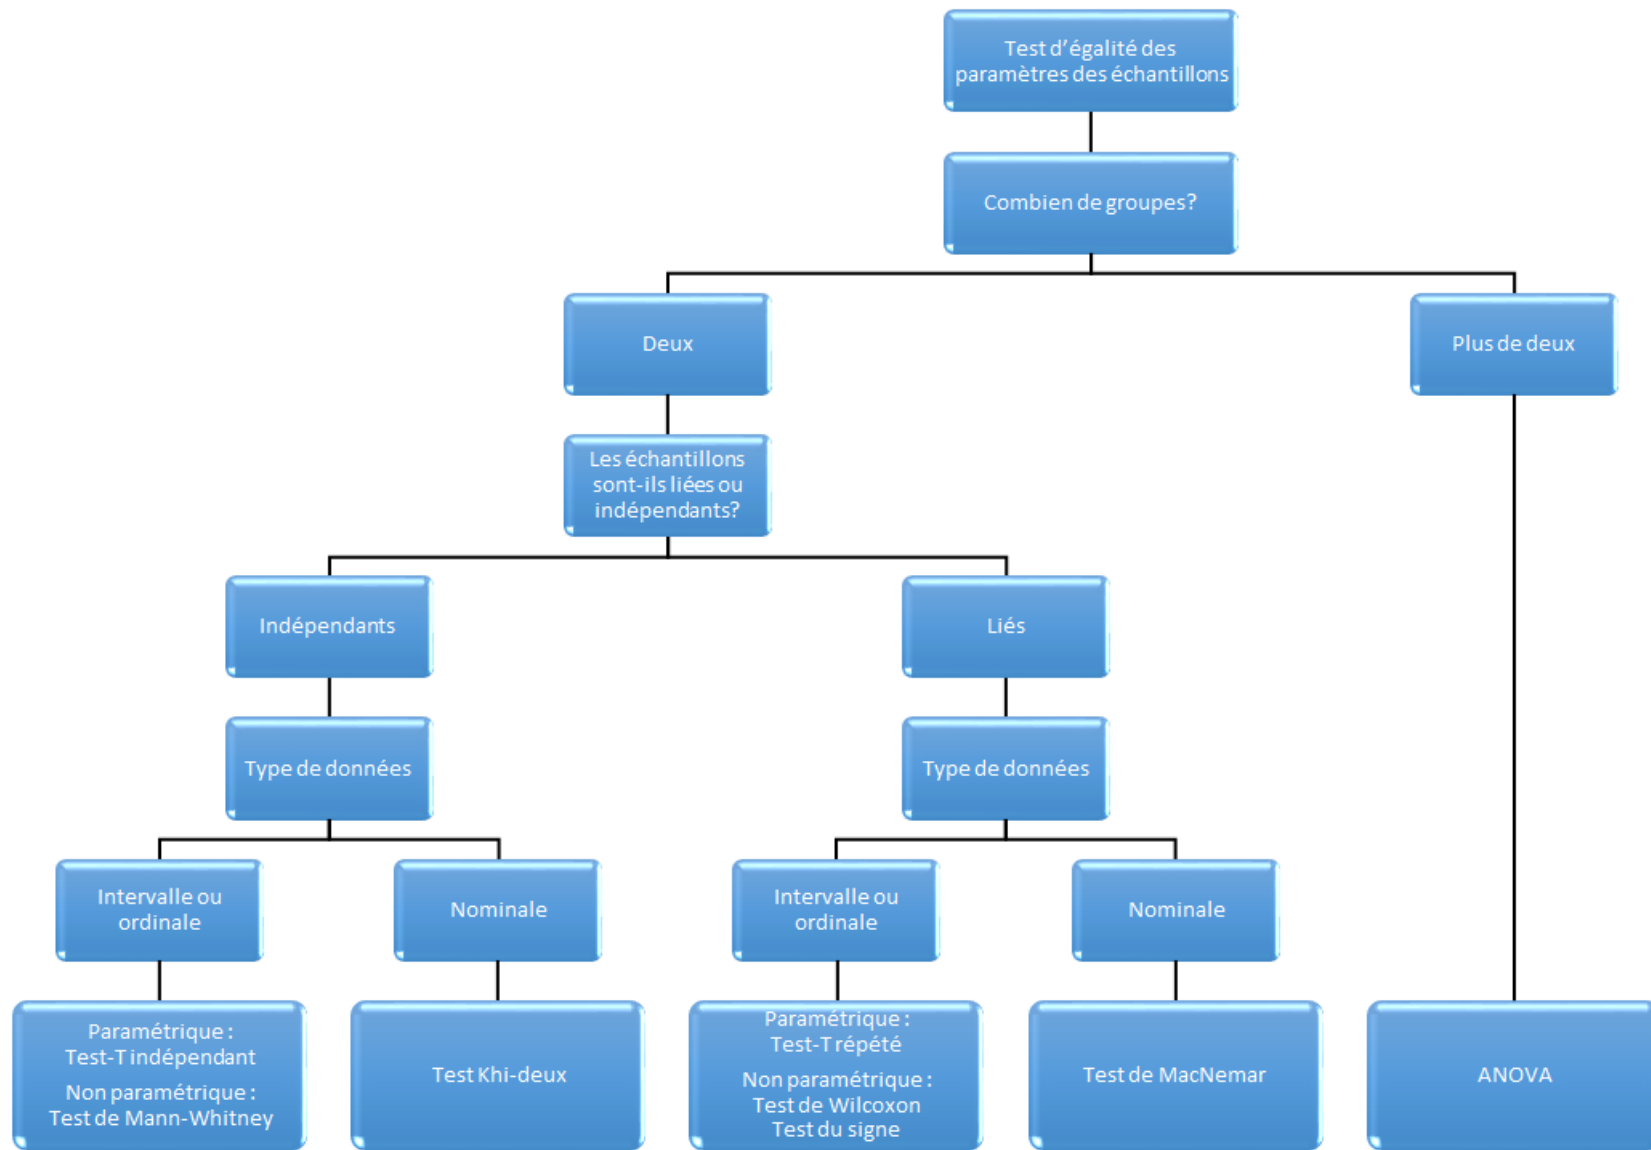 Test d'égalité des
paramètres des échantillons
Combien de groupes?
Deux
Plus de deux
Les échantillons
sont-ils liées ou
indépendants?
Indépendants
Liés
Type de données
Type de données
Intervalle ou
ordinale
Nominale
Intervalle ou
ordinale
Nominale
Paramétrique :
Test-T indépendant
Non paramétrique :
Test de Mann-Whitney
Test Khi-deux
Paramétrique :
Test-T répété
Non paramétrique :
Test de Wilcoxon
Test du signe
Test de MacNemar
ANOVA